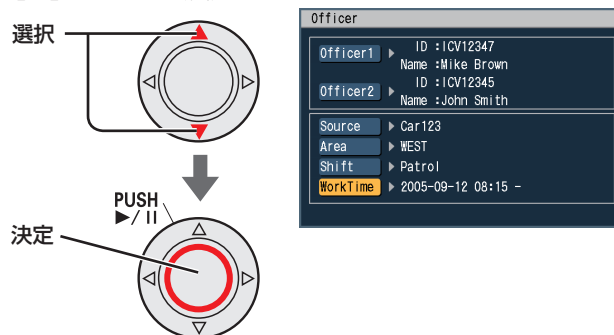 選択
PUSH
▶/II
決定
Officer
Officer1 ▶ ID :ICV12347
Name :Mike Brown
Officer2 ▶ ID :ICV12345
Name :John Smith
Source ▶ Car123
Area ▶ WEST
Shift ▶ Patrol
WorkTime ▶ 2005-09-12 08:15 -